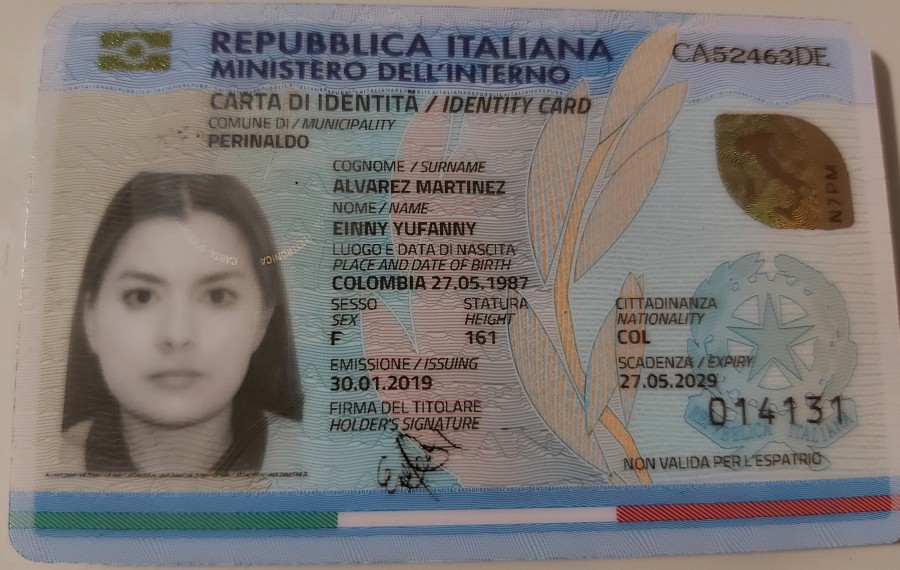 REPUBBLICA ITALIANA
MINISTERO DELL'INTERNO
CA52463DE
CARTA DI IDENTITÀ / IDENTITY CARD
COMUNE DI / MUNICIPALITY
PERINALDO
COGNOME / SURNAME
ALVAREZ MARTINEZ
NOME / NAME
EINNY YUFANNY
LUOGO E DATA DI NASCITA
PLACE AND DATE OF BIRTH
COLOMBIA 27.05.1987
SESSO
SEX
F
STATURA
HEIGHT
161
CITTADINANZA
NATIONALITY
COL
EMISSIONE / ISSUING
30.01.2019
SCADENZA / EXPIRY
27.05.2029
FIRMA DEL TITOLARE
HOLDER'S SIGNATURE
014131
NON VALIDA PER L'ESPATRIO
N7PM
REPUBBLICA ITALIANA